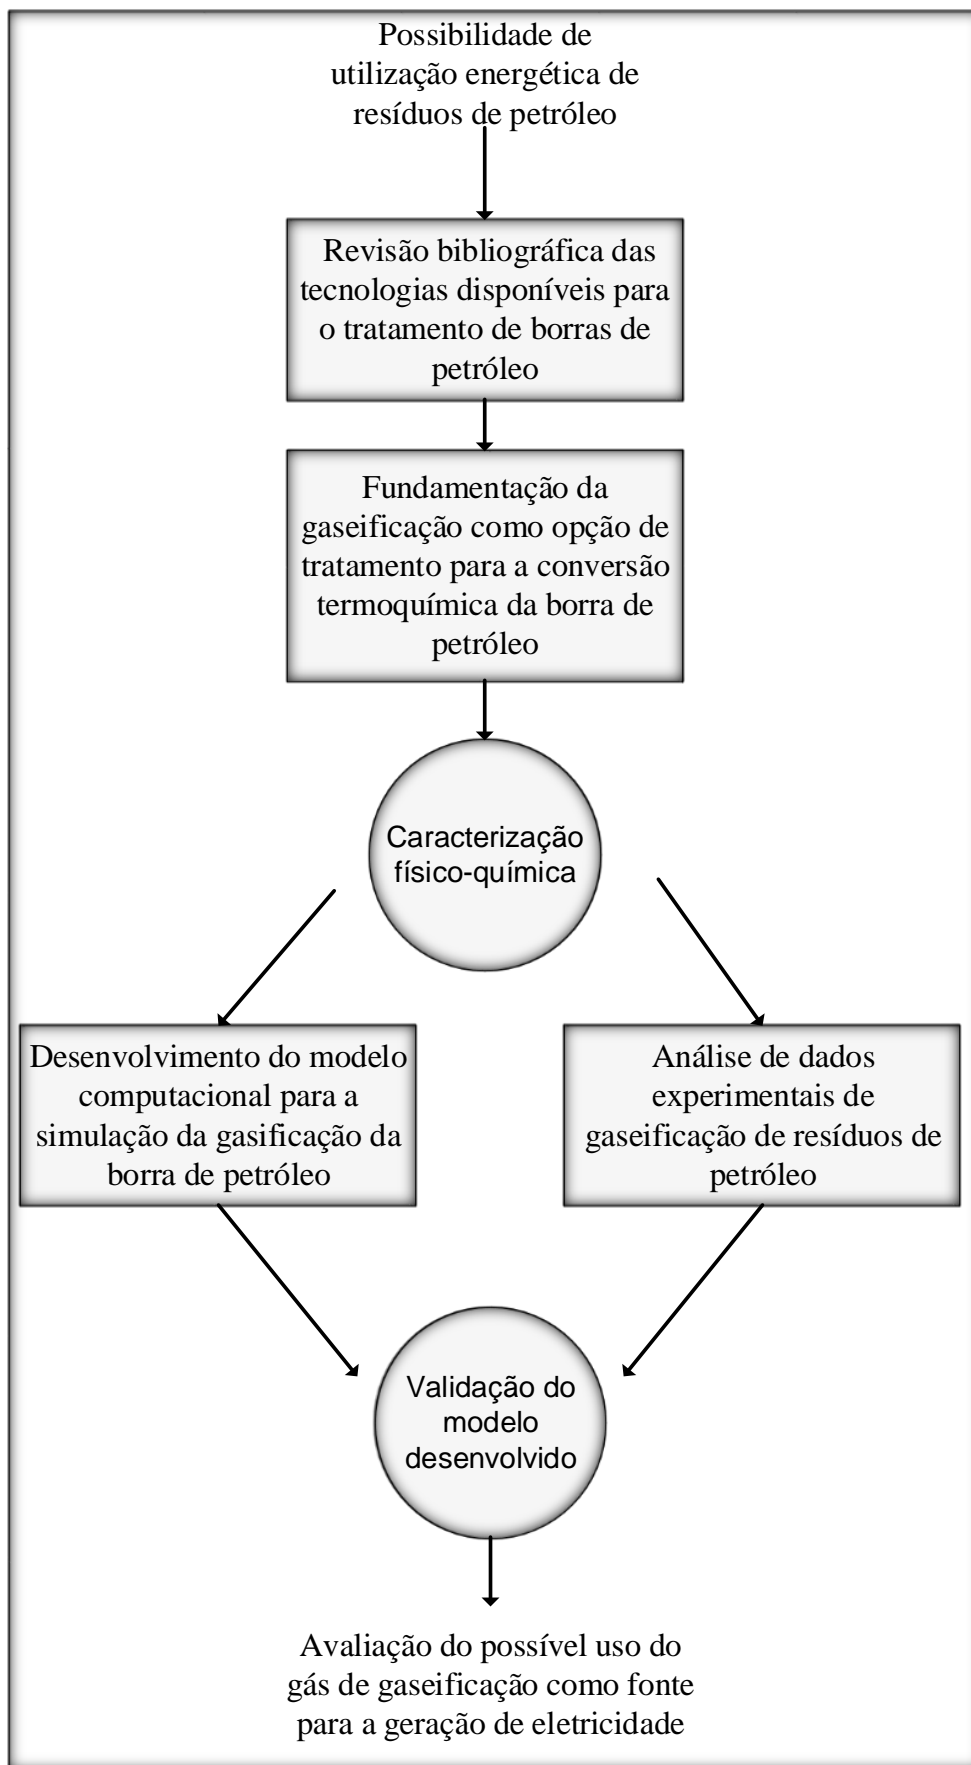 Possibilidade de
utilização energética de
resíduos de petróleo
Revisão bibliográfica das
tecnologias disponíveis para
o tratamento de borras de
petróleo
Fundamentação da
gaseificação como opção de
tratamento para a conversão
termoquímica da borra de
petróleo
Caracterização
físico-química
Desenvolvimento do modelo
computacional para a
simulação da gasificação da
borra de petróleo
Análise de dados
experimentais de
gaseificação de resíduos de
petróleo
Validação do
modelo
desenvolvido
Avaliação do possível uso do
gás de gaseificação como fonte
para a geração de eletricidade